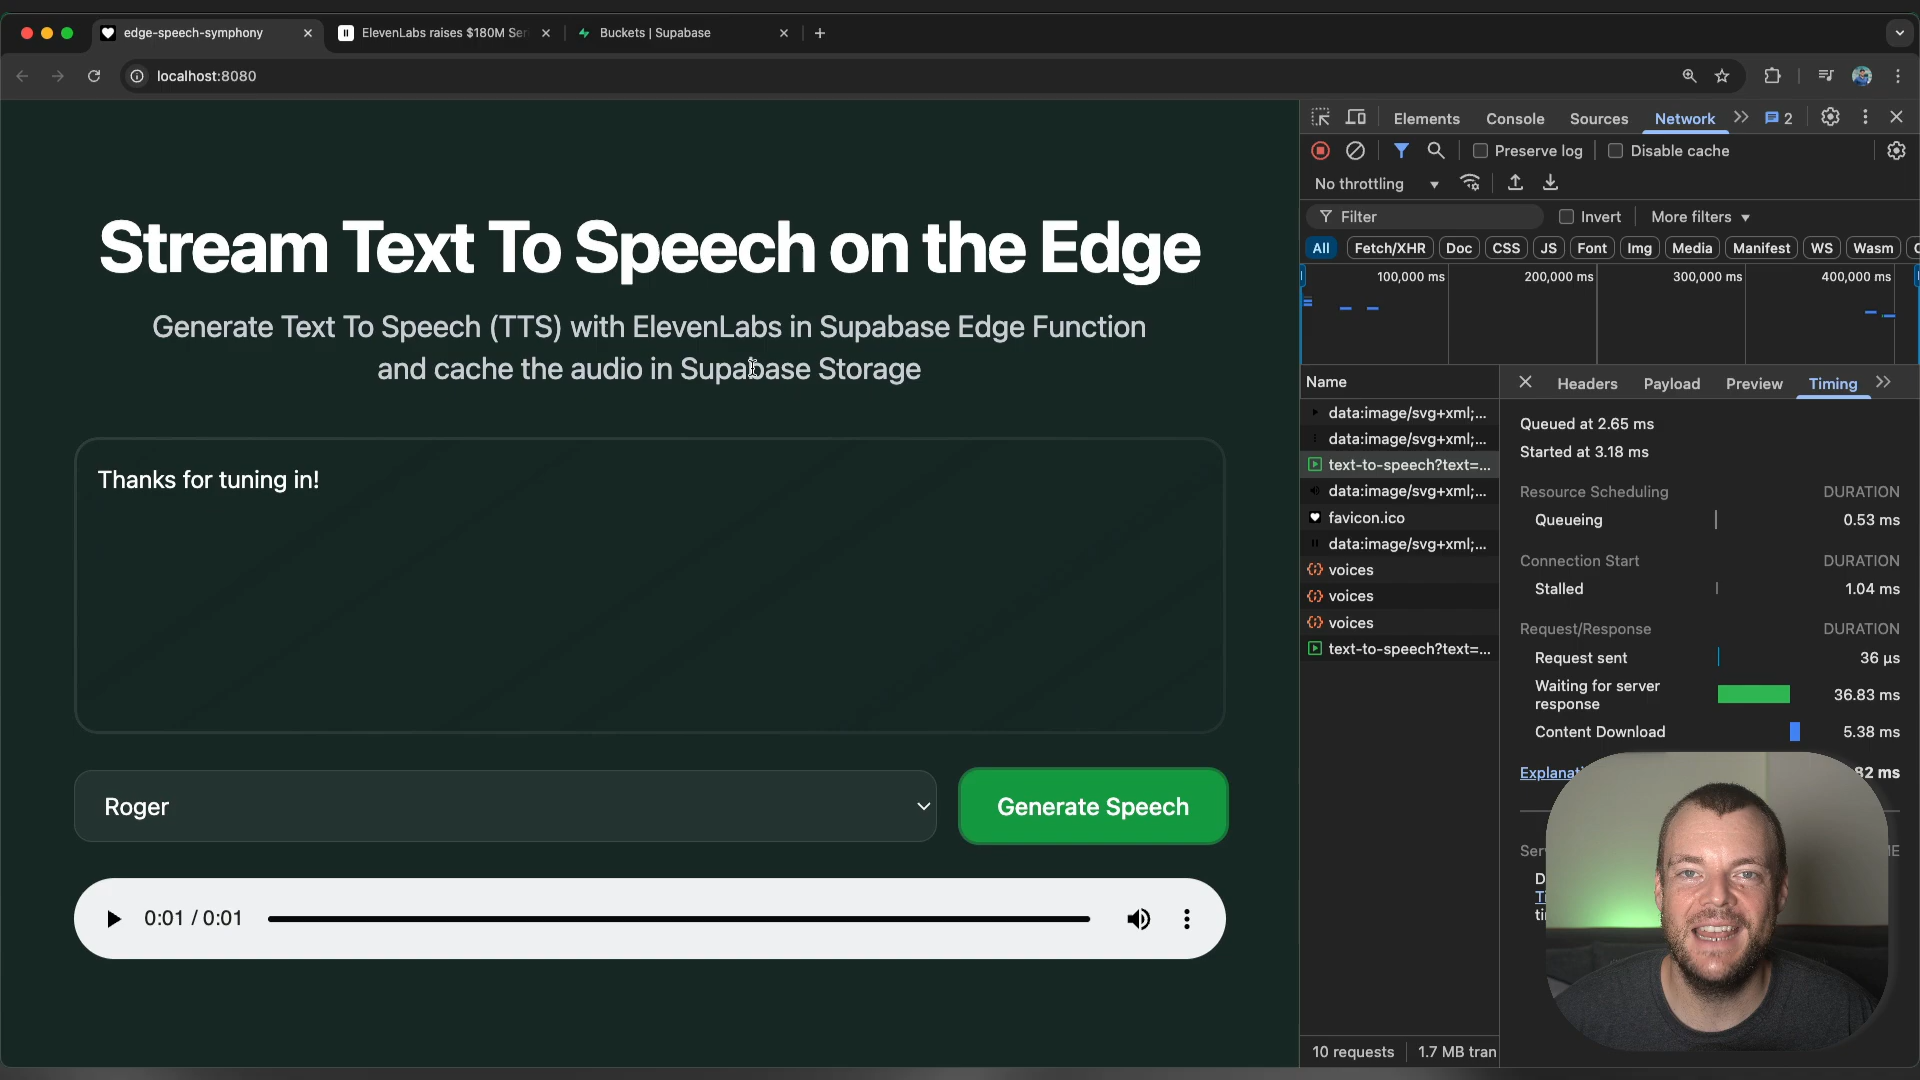 edge-speech-symphony
ElevenLabs raises $180M Ser
Buckets | Supabase
localhost:8080
Stream Text To Speech on the Edge
Generate Text To Speech (TTS) with ElevenLabs in Supabase Edge Function
and cache the audio in Supabase Storage
Thanks for tuning in!
Roger
Generate Speech
0:01 / 0:01
Elements Console Sources Network 2
Preserve log Disable cache
No throttling
Filter Invert More filters
All Fetch/XHR Doc CSS JS Font Img Media Manifest WS Wasm
100,000 ms 200,000 ms 300,000 ms 400,000 ms
Name
data:image/svg+xml;...
data:image/svg+xml;...
text-to-speech?text=...
data:image/svg+xml;...
favicon.ico
data:image/svg+xml;...
voices
voices
voices
text-to-speech?text=...
10 requests 1.7 MB tran
Headers Payload Preview Timing
Queued at 2.65 ms
Started at 3.18 ms
Resource Scheduling DURATION
Queueing 0.53 ms
Connection Start DURATION
Stalled 1.04 ms
Request/Response DURATION
Request sent 36 µs
Waiting for server
response 36.83 ms
Content Download 5.38 ms
Explanati 82 ms
Ser